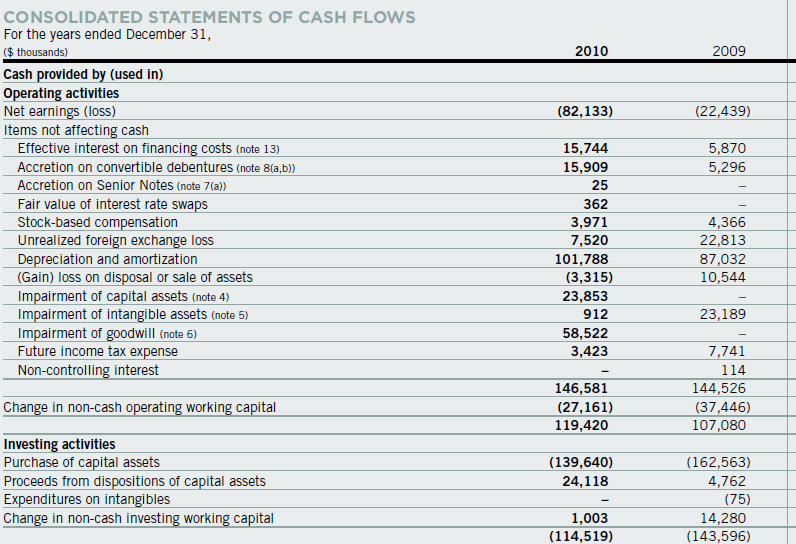 CONSOLIDATED STATEMENTS OF CASH FLOWS
For the years ended December 31,
($ thousands) 2010 2009
Cash provided by (used in)
Operating activities
Net earnings (loss) (82,133) (22,439)
Items not affecting cash
Effective interest on financing costs (note 13) 15,744 5,870
Accretion on convertible debentures (note 8(a,b)) 15,909 5,296
Accretion on Senior Notes (note 7(a)) 25 –
Fair value of interest rate swaps 362 –
Stock-based compensation 3,971 4,366
Unrealized foreign exchange loss 7,520 22,813
Depreciation and amortization 101,788 87,032
(Gain) loss on disposal or sale of assets (3,315) 10,544
Impairment of capital assets (note 4) 23,853 –
Impairment of intangible assets (note 5) 912 23,189
Impairment of goodwill (note 6) 58,522 –
Future income tax expense 3,423 7,741
Non-controlling interest – 114
146,581 144,526
Change in non-cash operating working capital (27,161) (37,446)
119,420 107,080
Investing activities
Purchase of capital assets (139,640) (162,563)
Proceeds from dispositions of capital assets 24,118 4,762
Expenditures on intangibles – (75)
Change in non-cash investing working capital 1,003 14,280
(114,519) (143,596)